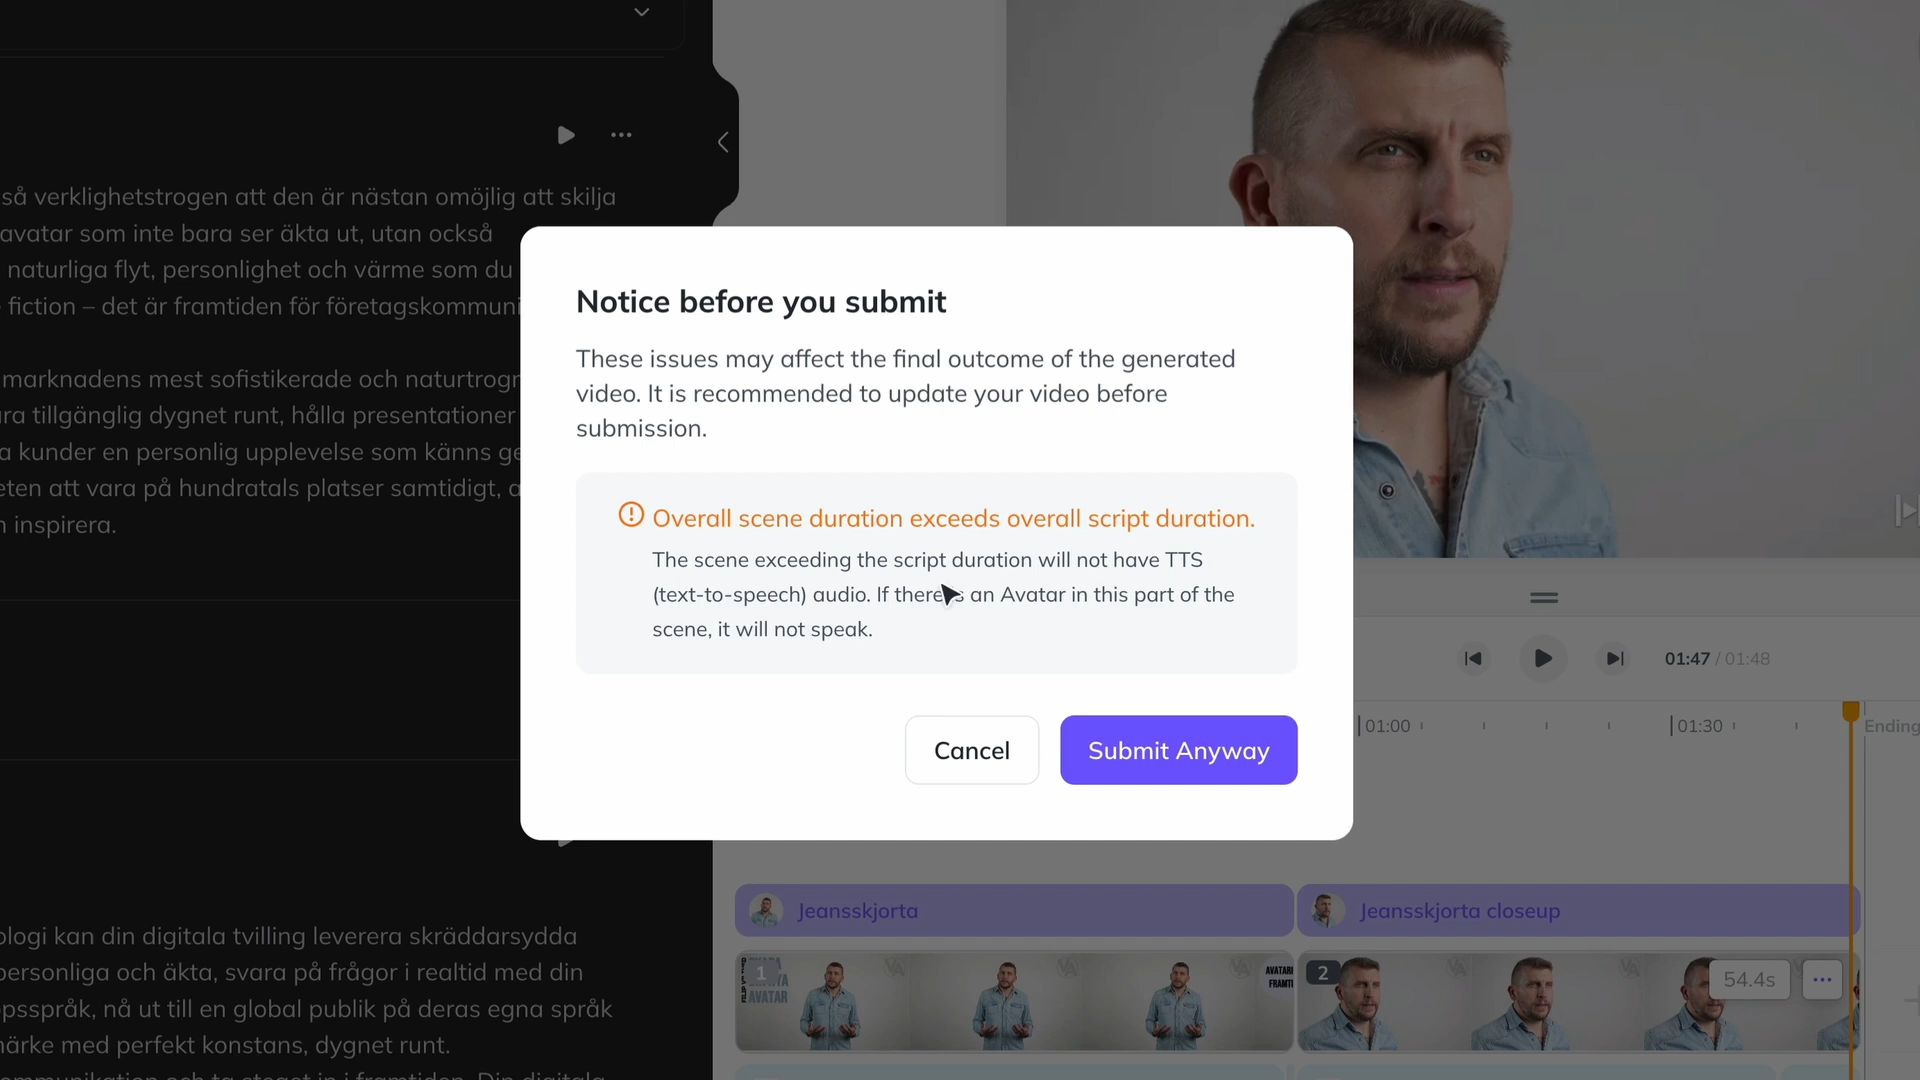 så verklighetstrogen att den är nästan omöjlig att skilja
avatar som inte bara ser äkta ut, utan också
naturliga flyt, personlighet och värme som du
fiction – det är framtiden för företagskommuni
marknadens mest sofistikerade och naturtrogr
ra tillgänglig dygnet runt, hålla presentationer
a kunder en personlig upplevelse som känns ge
eten att vara på hundratals platser samtidigt, a
inspirera.
ologi kan din digitala tvilling leverera skräddarsydda
personliga och äkta, svara på frågor i realtid med din
psspråk, nå ut till en global publik på deras egna språk
närke med perfekt konstans, dygnet runt.
Notice before you submit
These issues may affect the final outcome of the generated
video. It is recommended to update your video before
submission.
Overall scene duration exceeds overall script duration.
The scene exceeding the script duration will not have TTS
(text-to-speech) audio. If there's an Avatar in this part of the
scene, it will not speak.
Cancel
Submit Anyway
01:47 / 01:48
01:00
01:30
Ending
Jeansskjorta
Jeansskjorta closeup
1
AVATAR
AVATARI
FRAMTI
2
54.4s